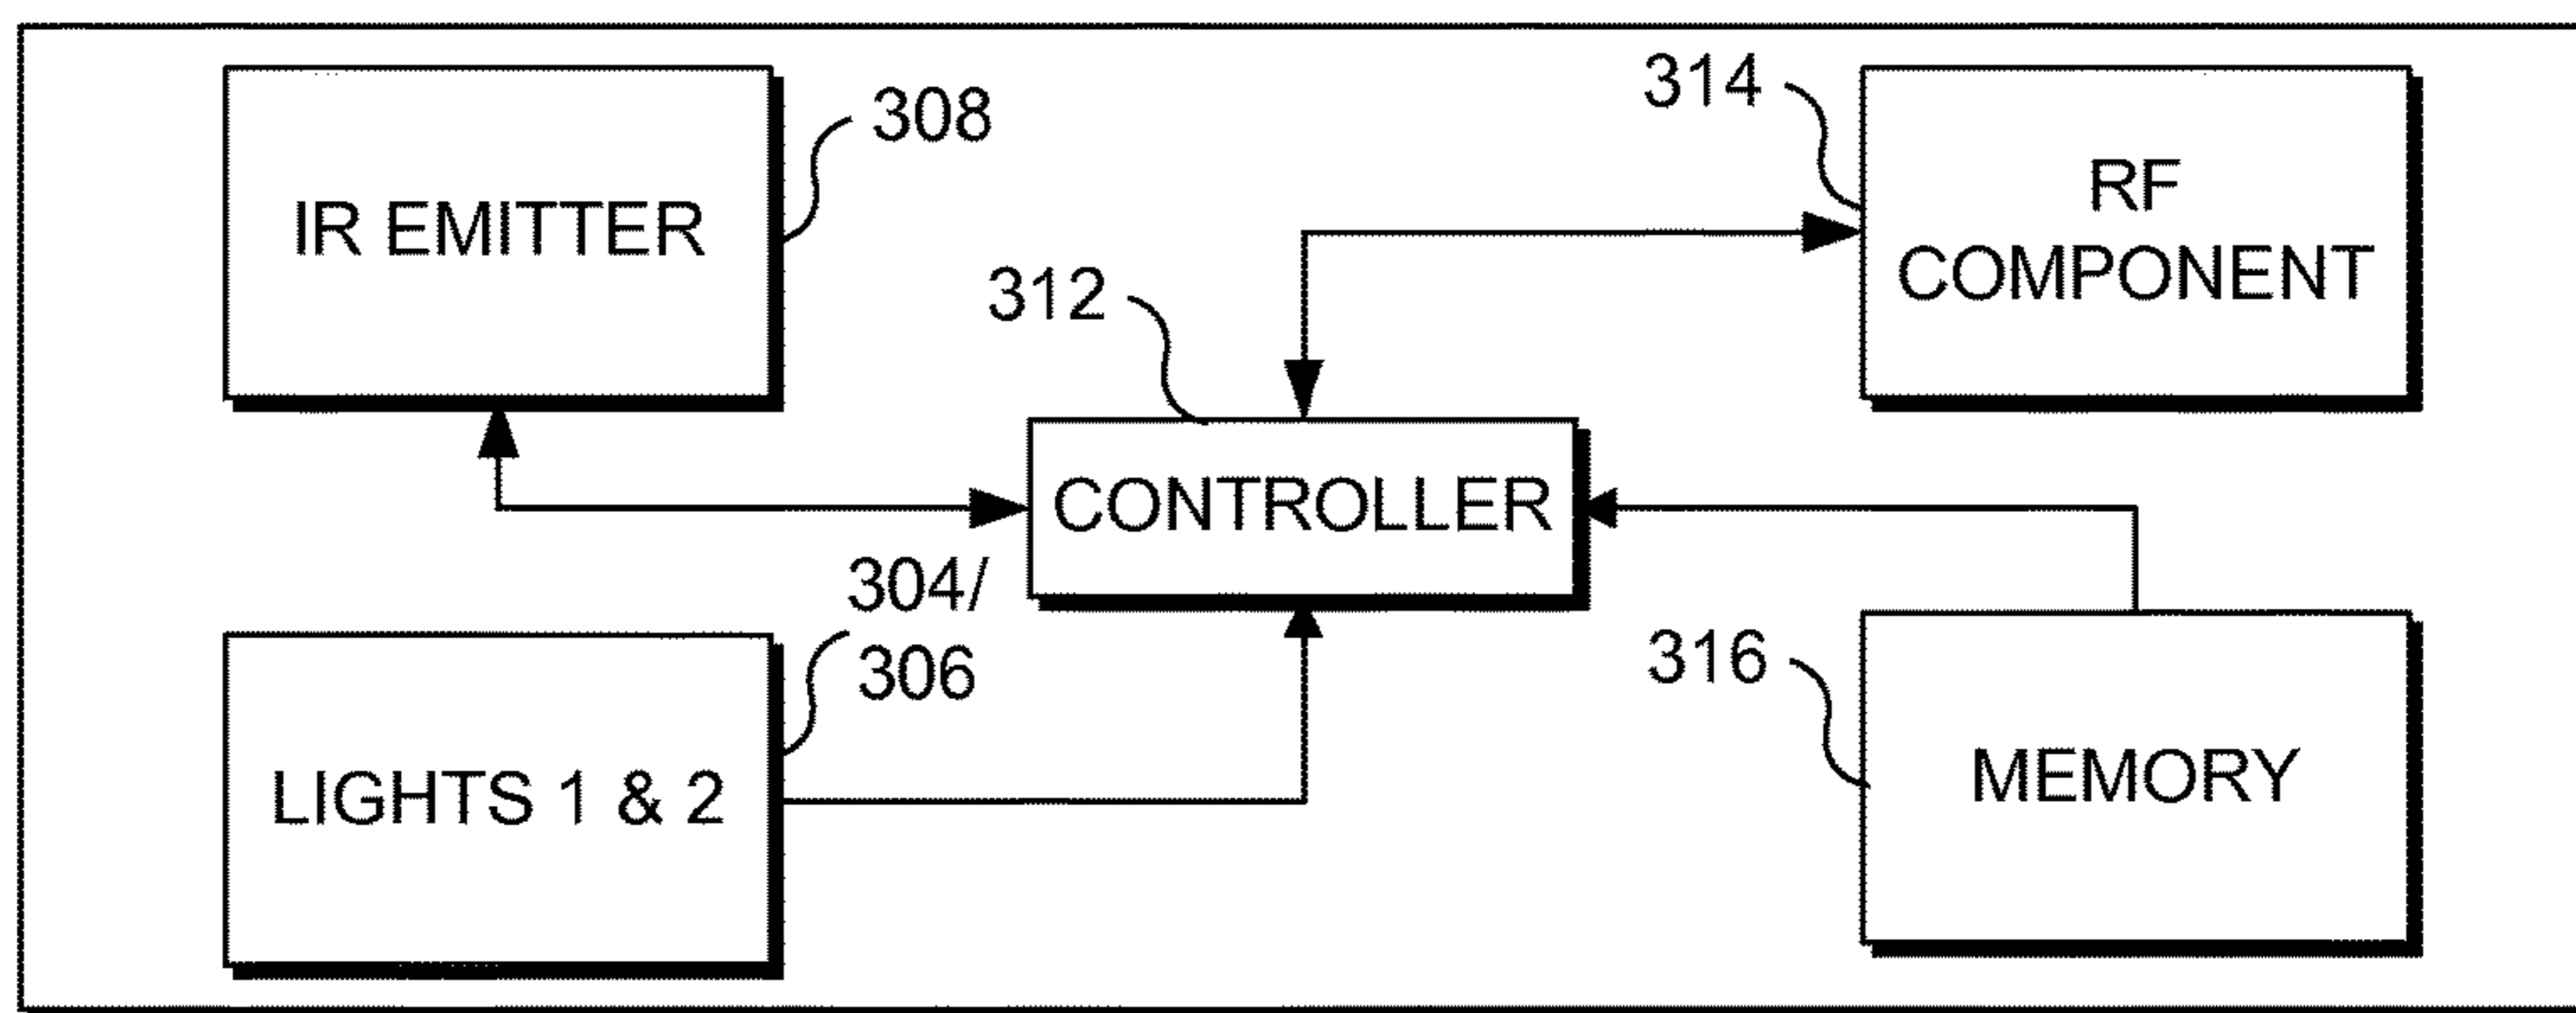 308
IR EMITTER
314
RF
COMPONENT
312
CONTROLLER
304/
306
LIGHTS 1 & 2
316
MEMORY